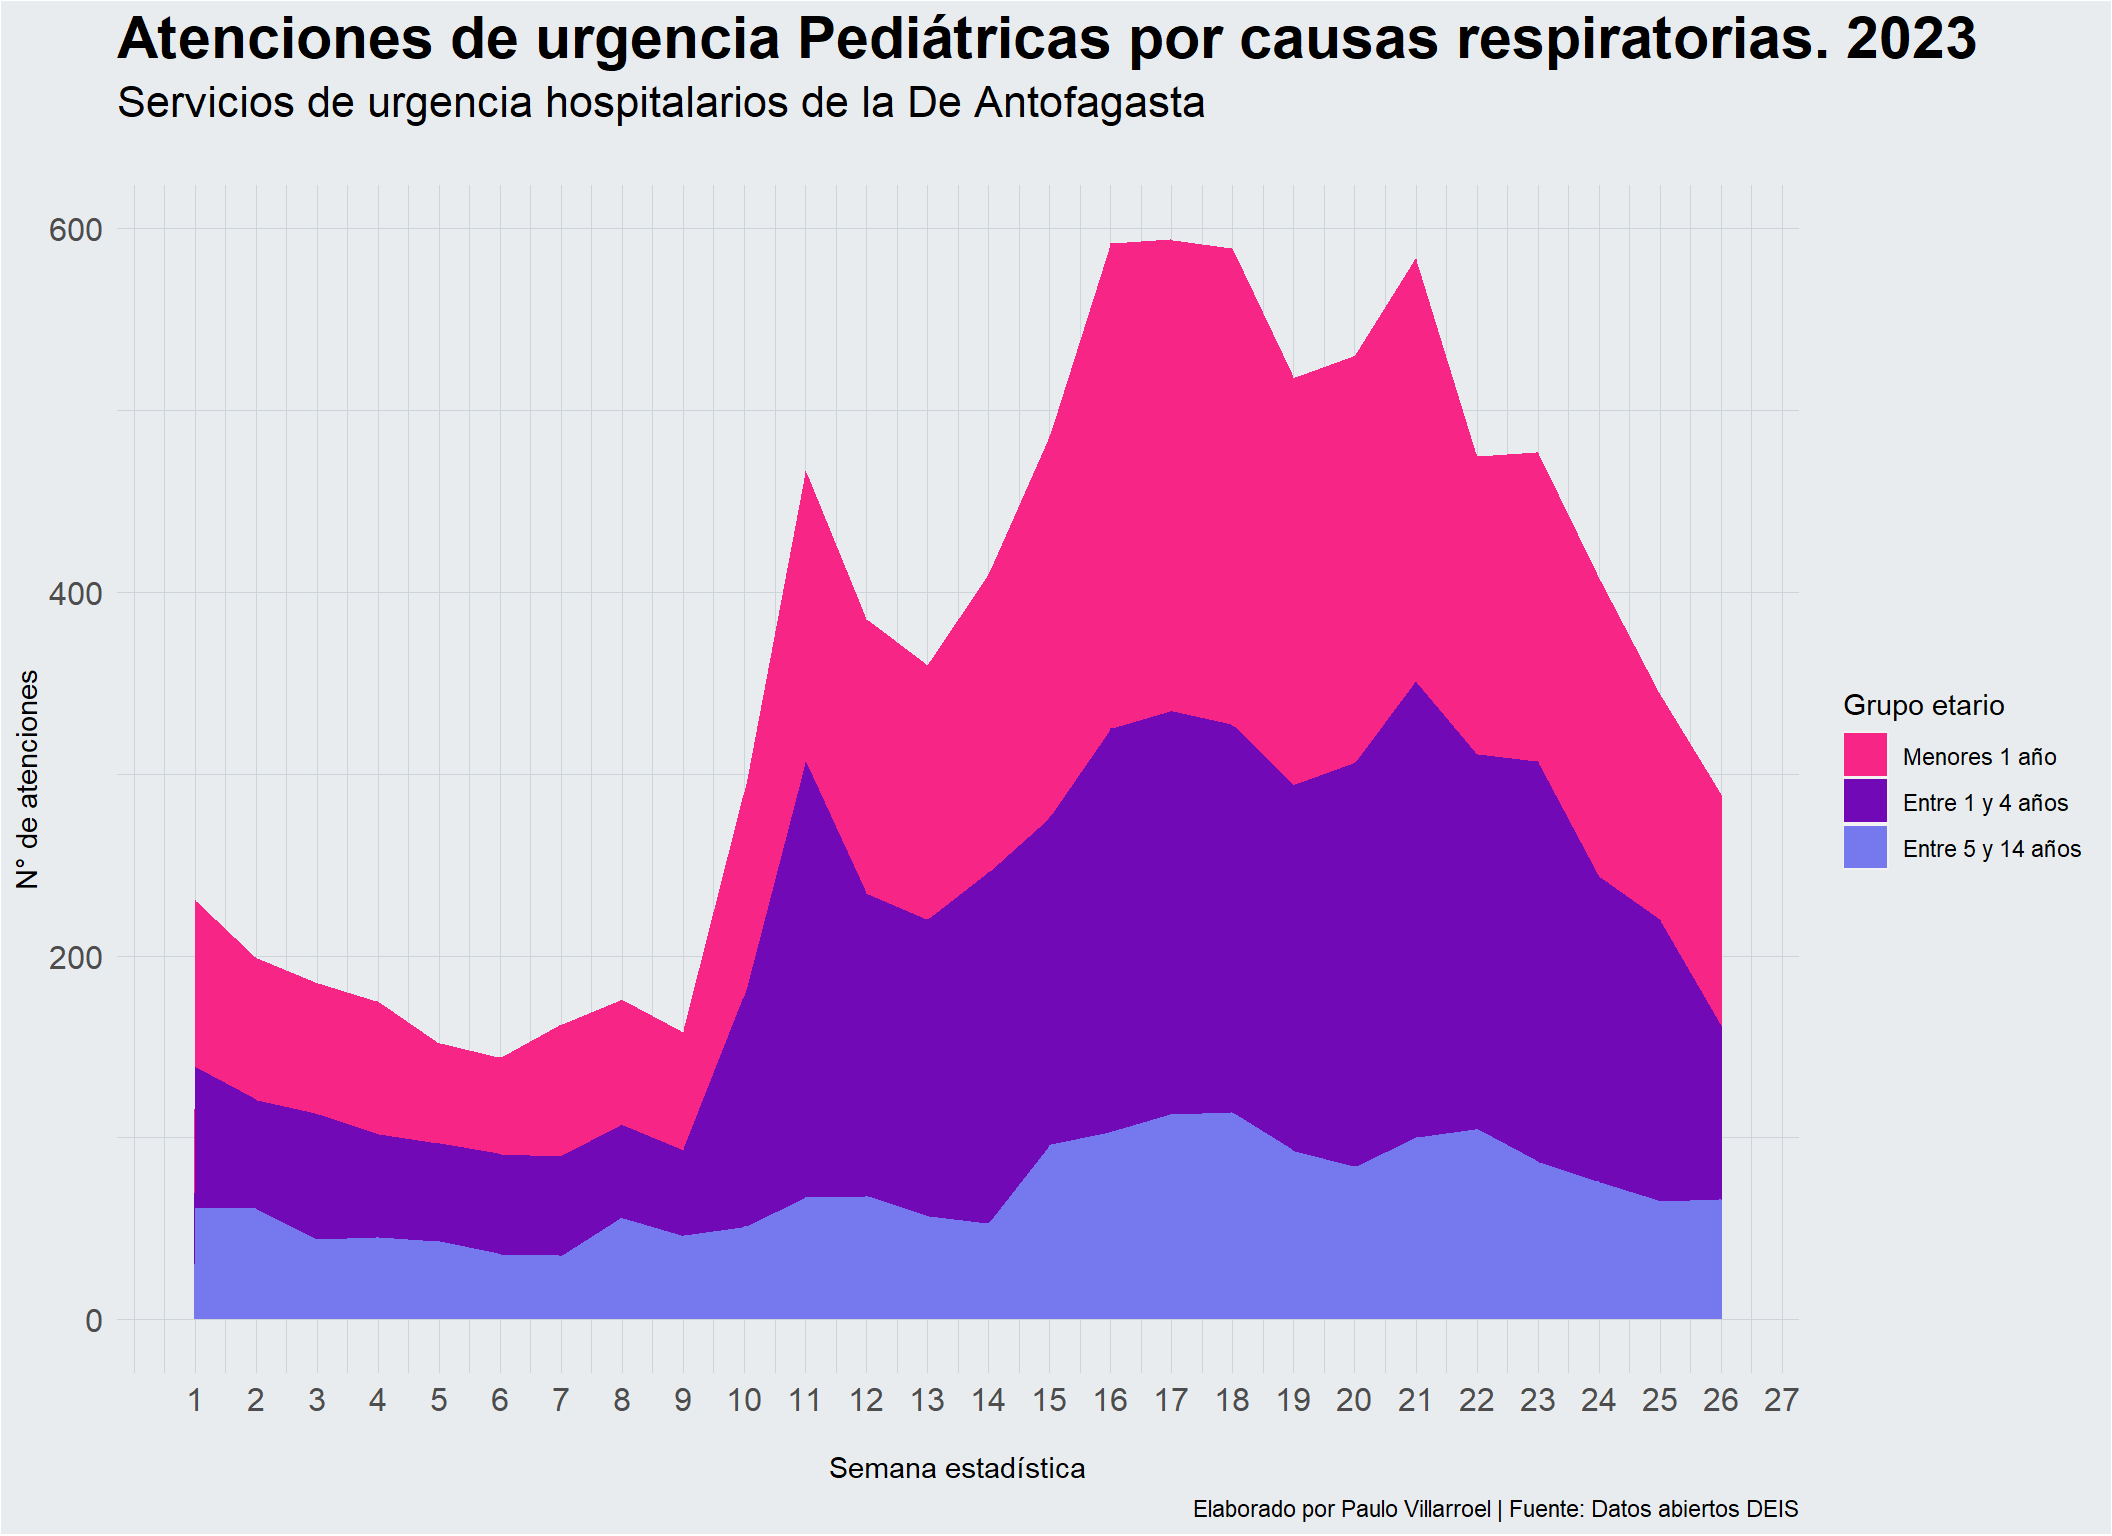 Atenciones de urgencia Pediátricas por causas respiratorias. 2023
Servicios de urgencia hospitalarios de la De Antofagasta
600
400
200
0
N° de atenciones
1 2 3 4 5 6 7 8 9 10 11 12 13 14 15 16 17 18 19 20 21 22 23 24 25 26 27
Semana estadística
Grupo etario
Menores 1 año
Entre 1 y 4 años
Entre 5 y 14 años
Elaborado por Paulo Villarroel | Fuente: Datos abiertos DEIS